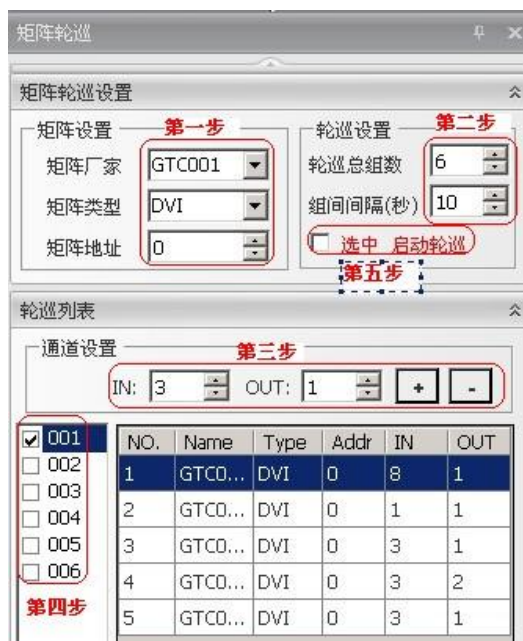 矩阵轮巡
矩阵轮巡设置
矩阵设置 第一步
矩阵厂家 GTC001
矩阵类型 DVI
矩阵地址 0
轮巡设置 第二步
轮巡总组数 6
组间间隔(秒) 10
选中 启动轮巡
第五步
轮巡列表
通道设置 第三步
IN: 3 OUT: 1 + -
001
002
003
004
005
006
第四步
NO. Name Type Addr IN OUT
1 GTC0... DVI 0 8 1
2 GTC0... DVI 0 1 1
3 GTC0... DVI 0 3 1
4 GTC0... DVI 0 3 2
5 GTC0... DVI 0 3 1